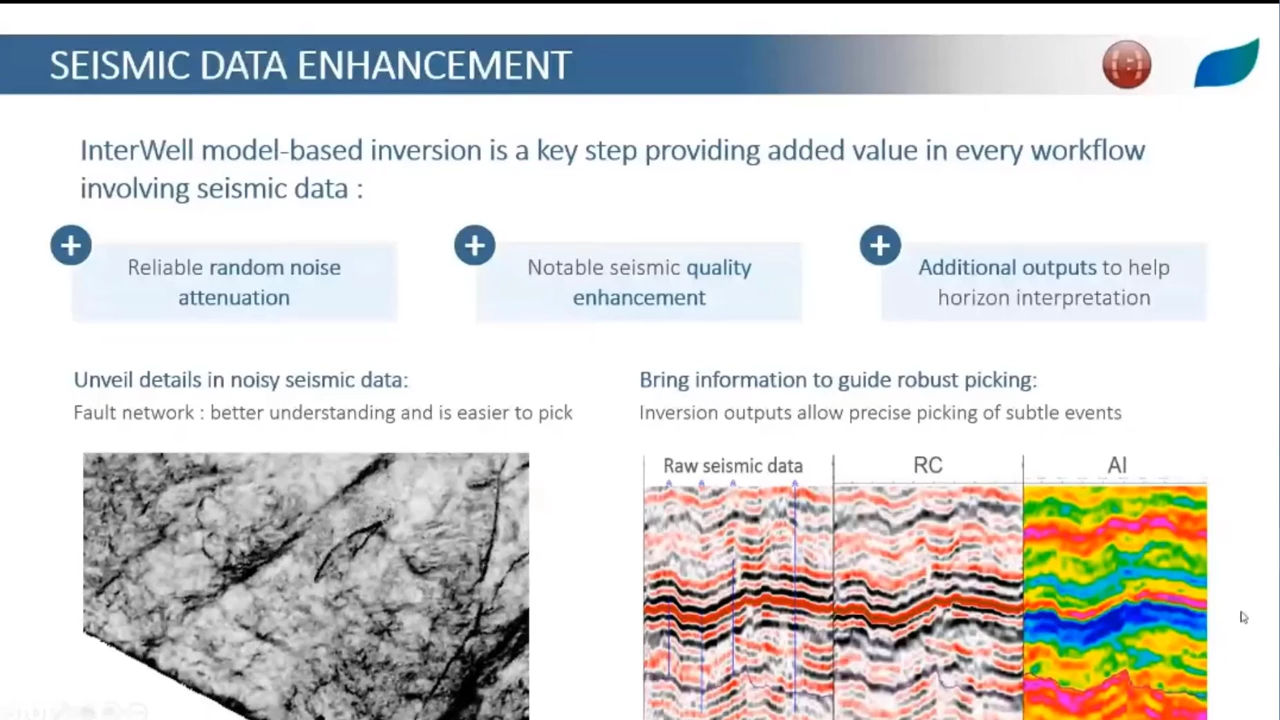 SEISMIC DATA ENHANCEMENT
InterWell model-based inversion is a key step providing added value in every workflow
involving seismic data :
Reliable random noise
attenuation
Notable seismic quality
enhancement
Additional outputs to help
horizon interpretation
Unveil details in noisy seismic data:
Fault network : better understanding and is easier to pick
Bring information to guide robust picking:
Inversion outputs allow precise picking of subtle events
Raw seismic data
RC
AI